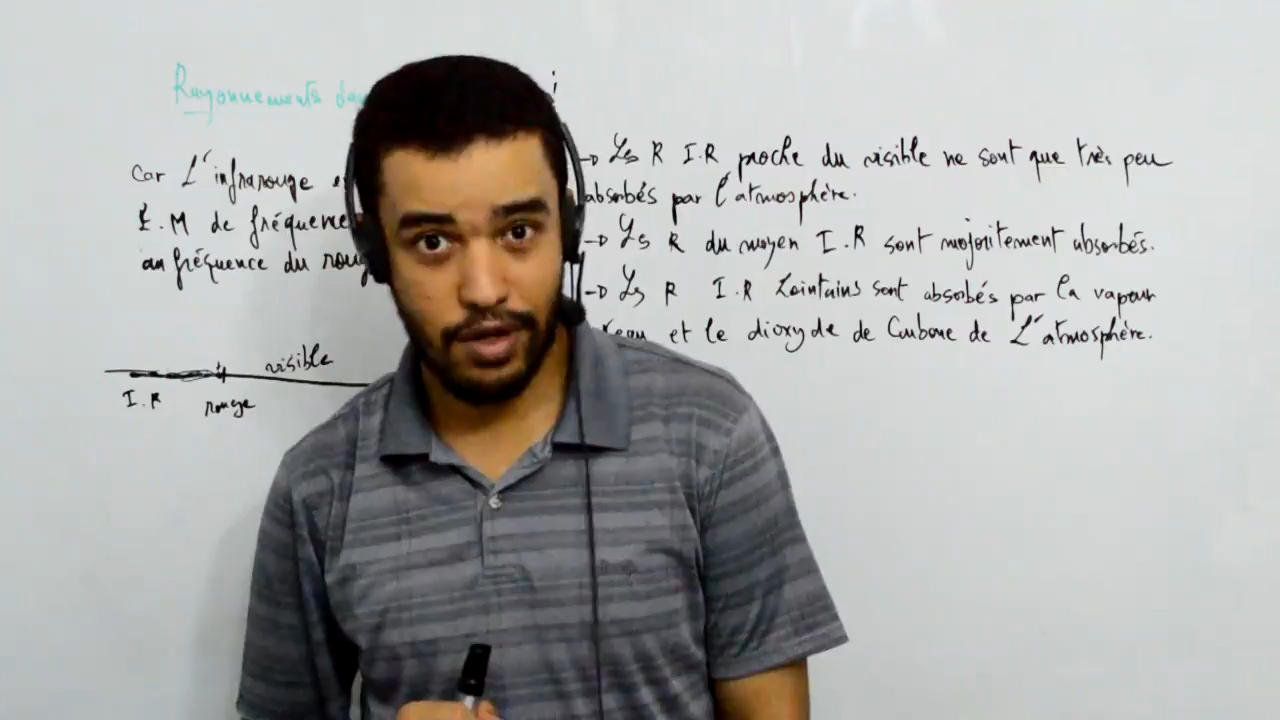 Rayonnements da
car L'infrarouge e
E.M de fréquence
au fréquence du roug
visible
I.R
rouge
→ Les R I.R proche du visible ne sont que très peu
absorbés par l'atmosphère.
→ Les R du moyen I.R sont majoritement absorbés.
→ Les R I.R Lointains sont absorbés par la vapeur
d'eau et le dioxyde de Carbone de L'atmosphère.